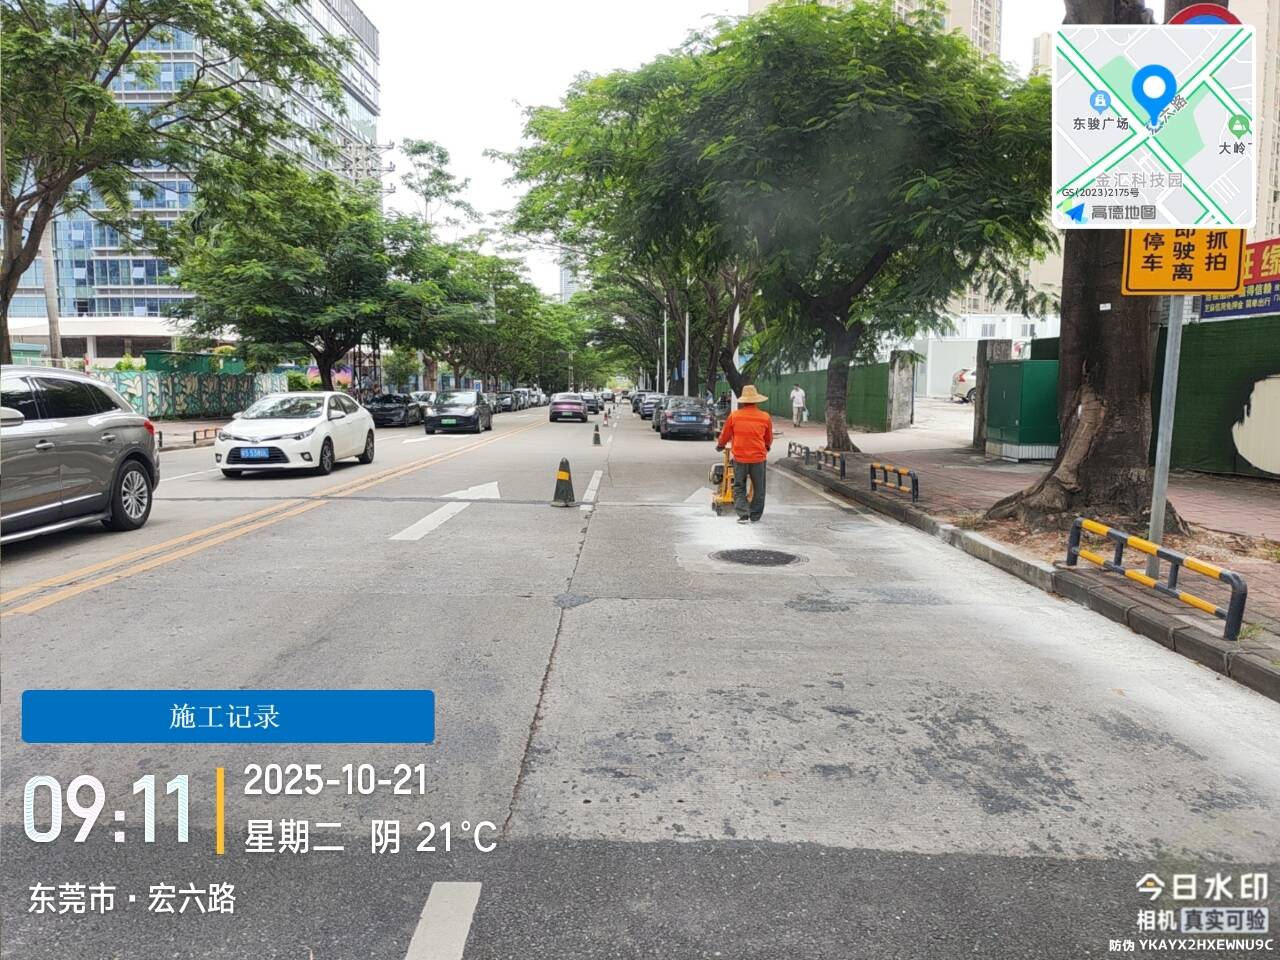 东骏广场
宏六路
大岭
金汇科技园
GS(2023)2175号
高德地图
停车
即驶离
抓拍
施工记录
09:11
2025-10-21
星期二 阴 21°C
东莞市·宏六路
今日水印
相机 真实可验
防伪 YKAYX2HXEWNU9C